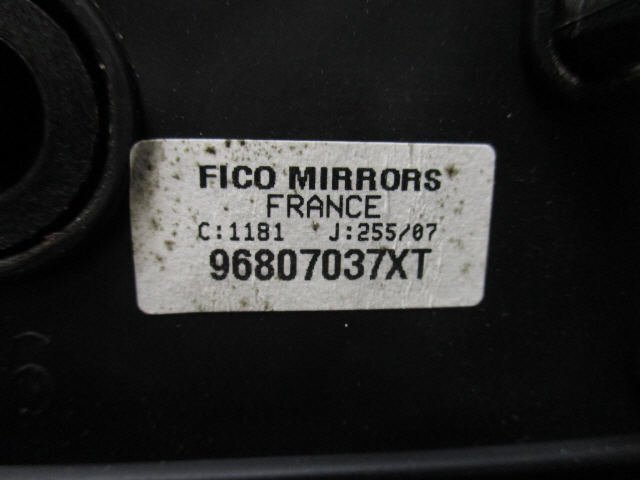 FICO MIRRORS
FRANCE
C:1181 J:255/07
96807037XT